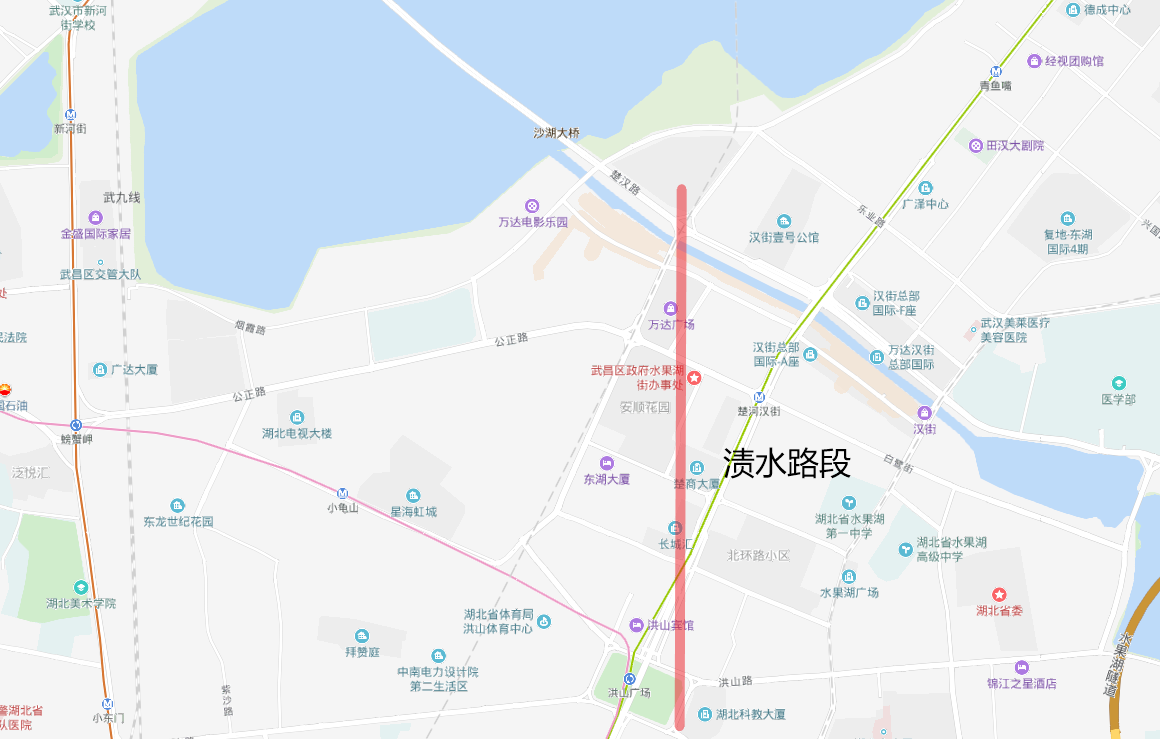 武汉市新河
街学校
德成中心
经视团购馆
青鱼嘴
新河街
沙湖大桥
田汉大剧院
楚汉路
武九线
广泽中心
万达电影乐园
乐业路
金盛国际家居
汉街壹号公馆
复地·东湖
国际4期
兴国
武昌区交管大队
处
汉街总部
国际-F座
万达广场
烟霞路
武汉美莱医疗
美容医院
法院
公正路
汉街总部
国际-A座
万达汉街
总部国际
广达大厦
武昌区政府水果湖
街办事处
公正路
医学部
国石油
安顺花园
楚河汉街
湖北电视大楼
汉街
螃蟹岬
渍水路段
白鹭街
泛悦汇
东湖大厦
楚商大厦
小龟山
星海虹城
东龙世纪花园
湖北省水果湖
第一中学
长城汇
湖北省水果湖
高级中学
北环路小区
水果湖广场
湖北美术学院
湖北省委
湖北省体育局
洪山体育中心
洪山宾馆
拜赞庭
水果湖隧道
中南电力设计院
第二生活区
洪山路
锦江之星酒店
洪山广场
紫沙路
小东门
警湖北省
队医院
湖北科教大厦